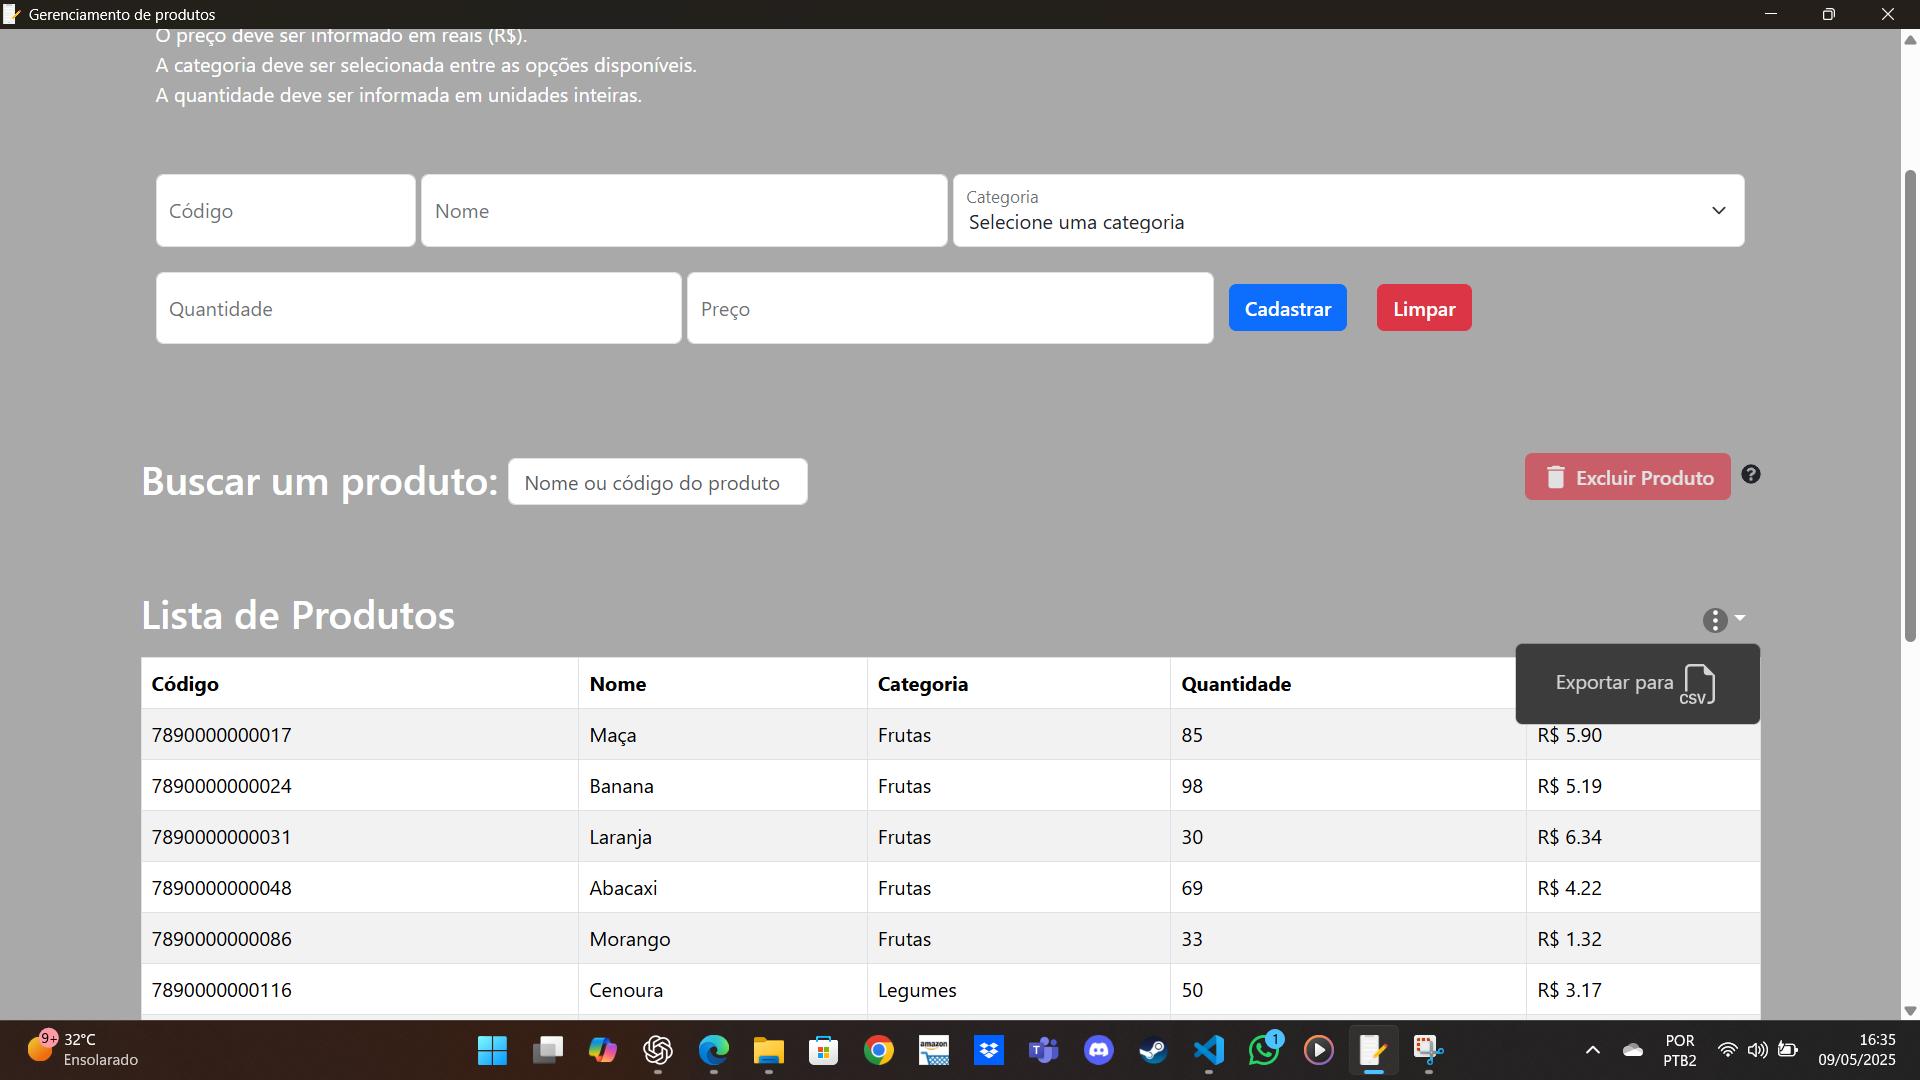 Gerenciamento de produtos
O preço deve ser informado em reais (R$).
A categoria deve ser selecionada entre as opções disponíveis.
A quantidade deve ser informada em unidades inteiras.
Código
Nome
Categoria
Selecione uma categoria
Quantidade
Preço
Cadastrar
Limpar
Buscar um produto:
Nome ou código do produto
Excluir Produto
?
Lista de Produtos
Exportar para CSV
Código Nome Categoria Quantidade
7890000000017 Maça Frutas 85 R$ 5.90
7890000000024 Banana Frutas 98 R$ 5.19
7890000000031 Laranja Frutas 30 R$ 6.34
7890000000048 Abacaxi Frutas 69 R$ 4.22
7890000000086 Morango Frutas 33 R$ 1.32
7890000000116 Cenoura Legumes 50 R$ 3.17
9+
32°C
Ensolarado
amazon
T
1
POR
PTB2
16:35
09/05/2025